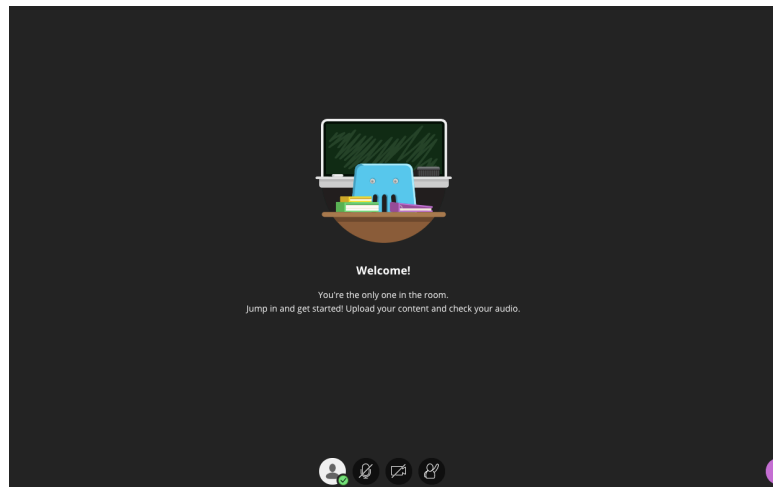 Welcome!
You're the only one in the room.
Jump in and get started! Upload your content and check your audio.